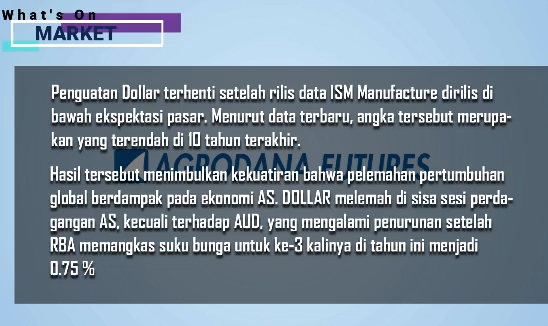 What's On
MARKET
Penguatan Dollar terhenti setelah rilis data ISM Manufacture dirilis di
bawah ekspektasi pasar. Menurut data terbaru, angka tersebut merupa-
kan yang terendah di 10 tahun terakhir.
AGRODANA FUTURES
Hasil tersebut menimbulkan kekuatiran bahwa pelemahan pertumbuhan
global berdampak pada ekonomi AS. DOLLAR melemah di sisa sesi perda-
gangan AS, kecuali terhadap AUD, yang mengalami penurunan setelah
RBA memangkas suku bunga untuk ke-3 kalinya di tahun ini menjadi
0.75 %